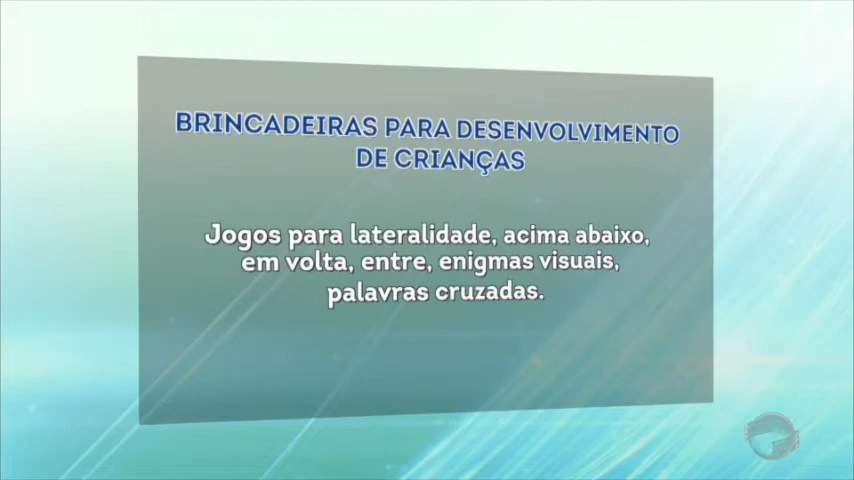 BRINCADEIRAS PARA DESENVOLVIMENTO
DE CRIANÇAS
Jogos para lateralidade, acima abaixo,
em volta, entre, enigmas visuais,
palavras cruzadas.